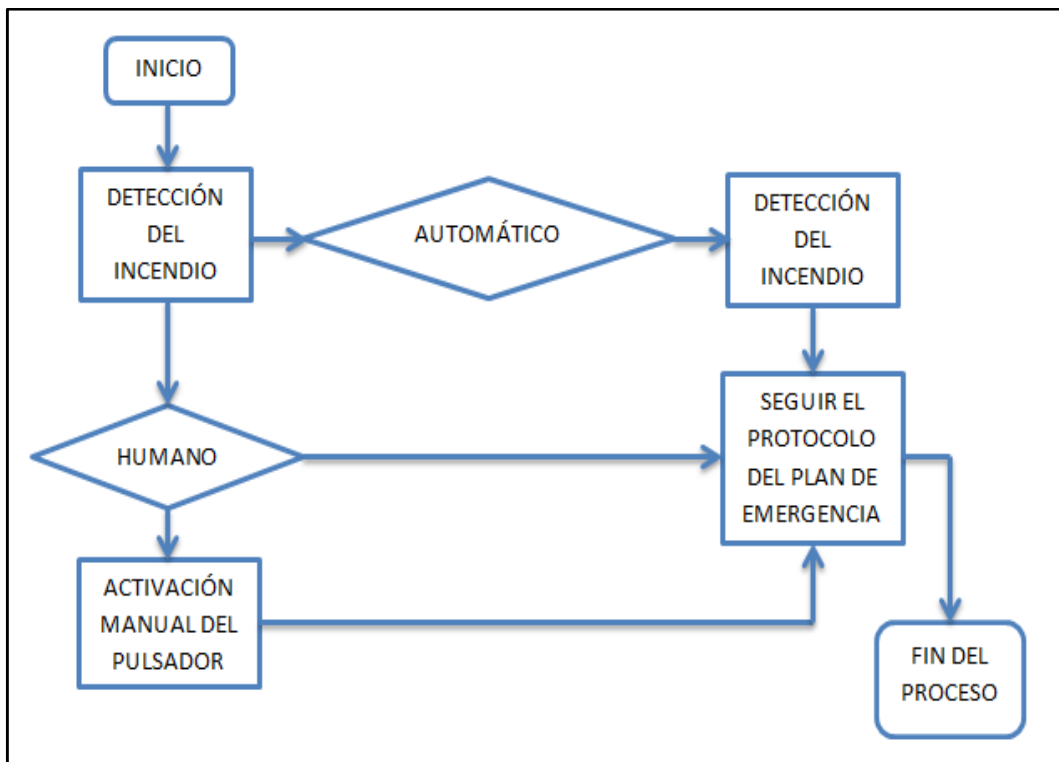 INICIO
DETECCIÓN
DEL
INCENDIO
AUTOMÁTICO
DETECCIÓN
DEL
INCENDIO
HUMANO
SEGUIR EL
PROTOCOLO
DEL PLAN DE
EMERGENCIA
ACTIVACIÓN
MANUAL DEL
PULSADOR
FIN DEL
PROCESO